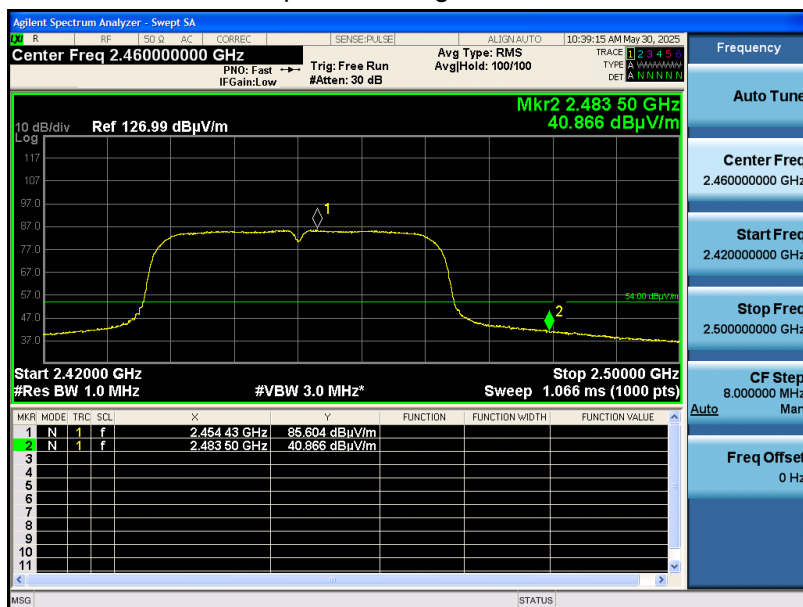 Agilent Spectrum Analyzer - Swept SA
LXI R RF 50 Ω AC CORREC SENSE:PULSE ALIGN AUTO 10:39:15 AM May 30, 2025
Center Freq 2.460000000 GHz
PNO: Fast
IFGain:Low
Trig: Free Run
#Atten: 30 dB
Avg Type: RMS
Avg|Hold: 100/100
TRACE 1 2 3 4 5 6
TYPE A WWWWW
DET A N N N N N
Mkr2 2.483 50 GHz
40.866 dBµV/m
10 dB/div Ref 126.99 dBµV/m
Log
117
107
97.0
87.0
77.0
67.0
57.0
47.0
37.0
1
2
54.00 dBµV/m
Start 2.42000 GHz Stop 2.50000 GHz
#Res BW 1.0 MHz #VBW 3.0 MHz* Sweep 1.066 ms (1000 pts)
MKR MODE TRC SCL X Y FUNCTION FUNCTION WIDTH FUNCTION VALUE
1 N 1 f 2.454 43 GHz 85.604 dBµV/m
2 N 1 f 2.483 50 GHz 40.866 dBµV/m
3
4
5
6
7
8
9
10
11
MSG STATUS
Frequency
Auto Tune
Center Freq
2.460000000 GHz
Start Freq
2.420000000 GHz
Stop Freq
2.500000000 GHz
CF Step
8.000000 MHz
Auto Man
Freq Offset
0 Hz